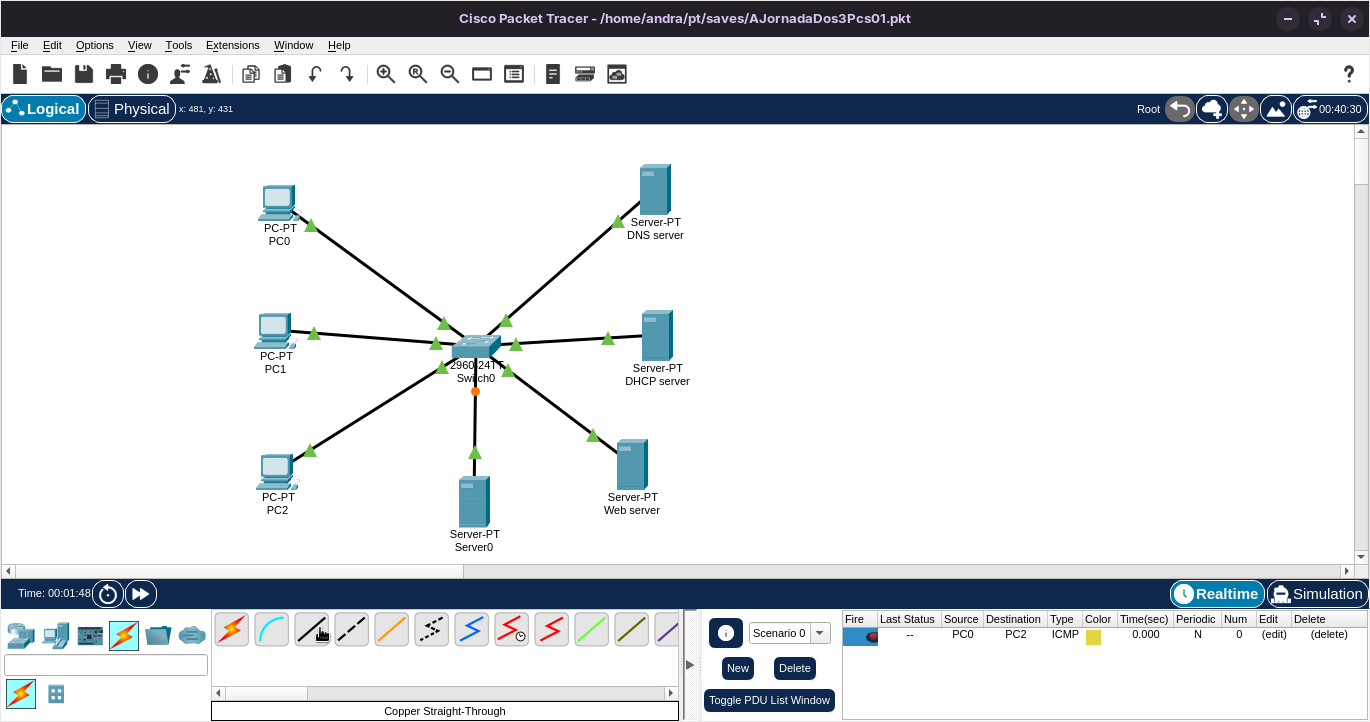 Cisco Packet Tracer - /home/andra/pt/saves/AJornadaDos3Pcs01.pkt
File Edit Options View Tools Extensions Window Help
?
Logical Physical x: 481, y: 431 Root 00:40:30
PC-PT
PC0
Server-PT
DNS server
PC-PT
PC1
2960-24TT
Switch0
Server-PT
DHCP server
PC-PT
PC2
Server-PT
Web server
Server-PT
Server0
Time: 00:01:48 Realtime Simulation
Scenario 0
New Delete
Toggle PDU List Window
Fire Last Status Source Destination Type Color Time(sec) Periodic Num Edit Delete
-- PC0 PC2 ICMP 0.000 N 0 (edit) (delete)
Copper Straight-Through